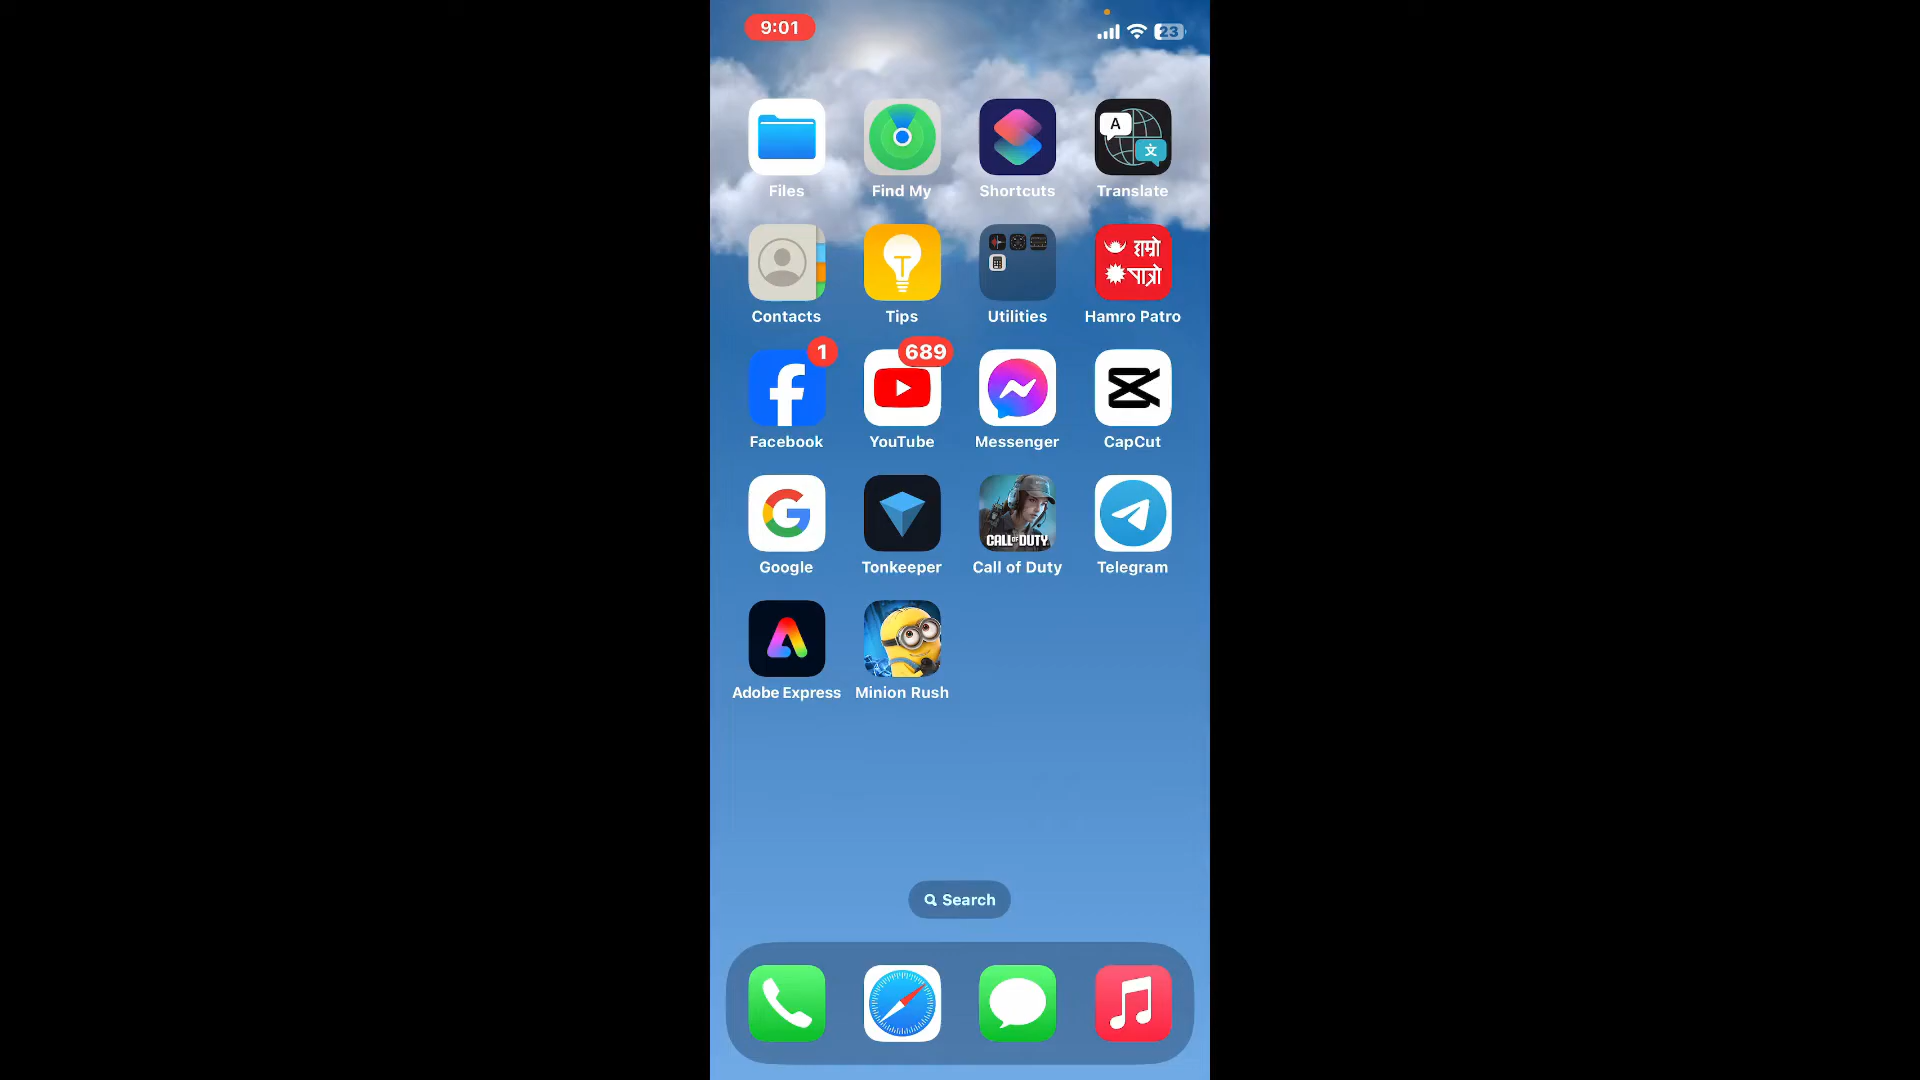 9:01
23
A
文
Files
Find My
Shortcuts
Translate
हाम्रो
पात्रो
Contacts
Tips
Utilities
Hamro Patro
1
689
Facebook
YouTube
Messenger
CapCut
CALL OF DUTY
Google
Tonkeeper
Call of Duty
Telegram
Adobe Express
Minion Rush
Search